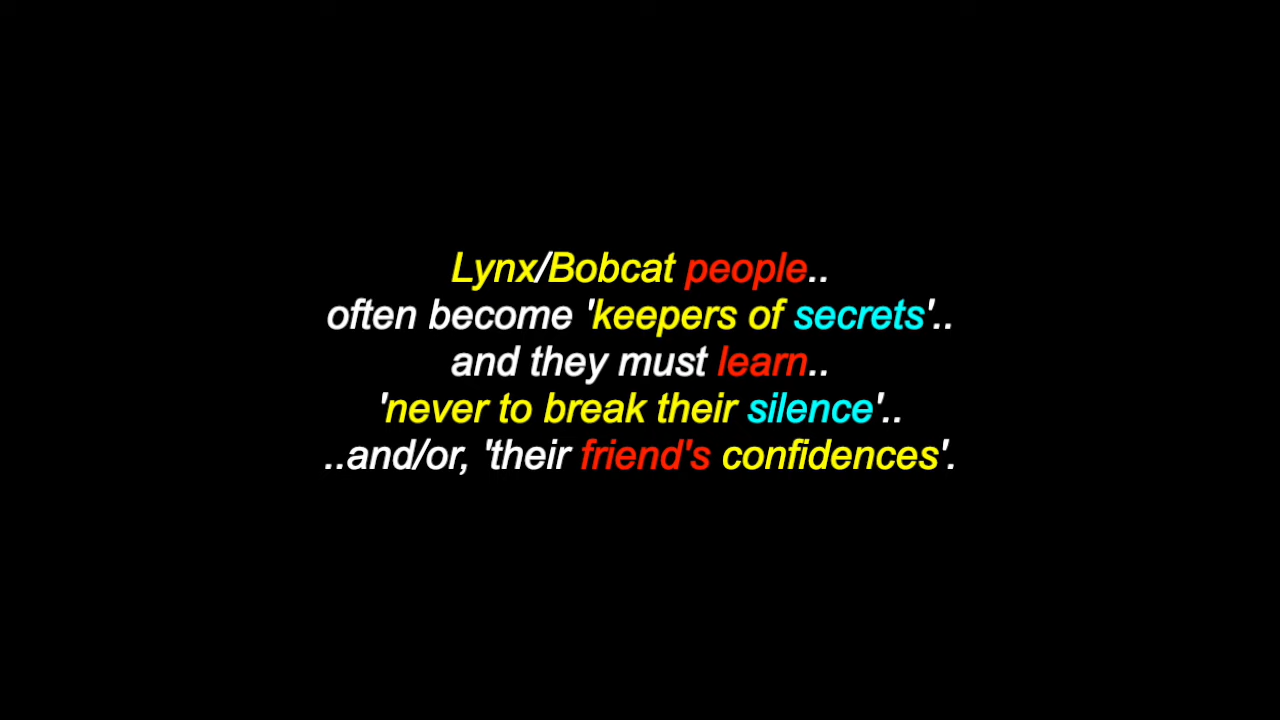 Lynx/Bobcat people..
often become 'keepers of secrets'..
and they must learn..
'never to break their silence'..
..and/or, 'their friend's confidences'.